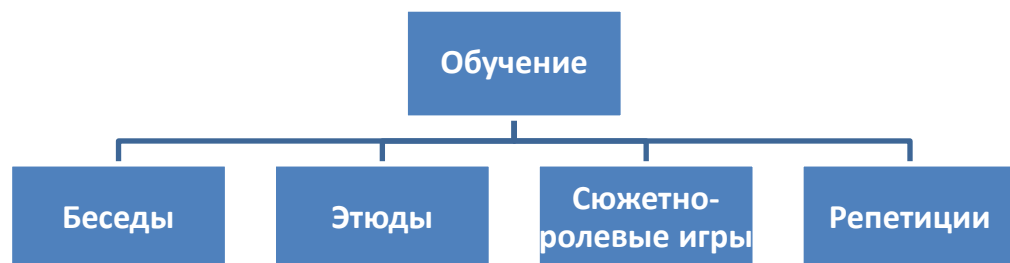 Обучение
Беседы
Этюды
Сюжетно-
ролевые игры
Репетиции